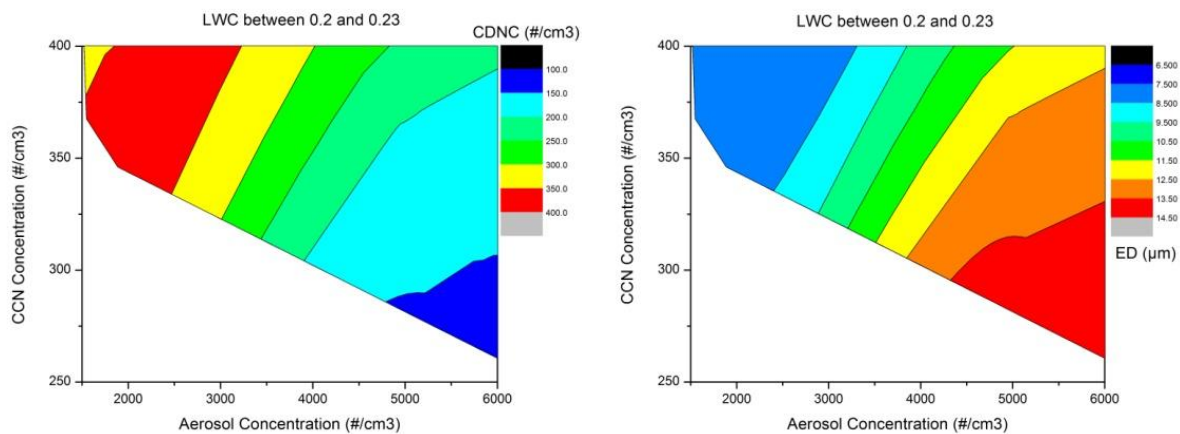 LWC between 0.2 and 0.23
CDNC (#/cm3)
400
350
300
250
CCN Concentration (#/cm3)
2000 3000 4000 5000 6000
Aerosol Concentration (#/cm3)
100.0
150.0
200.0
250.0
300.0
350.0
400.0
LWC between 0.2 and 0.23
400
350
300
250
CCN Concentration (#/cm3)
2000 3000 4000 5000 6000
Aerosol Concentration (#/cm3)
6.500
7.500
8.500
9.500
10.50
11.50
12.50
13.50
14.50
ED (µm)